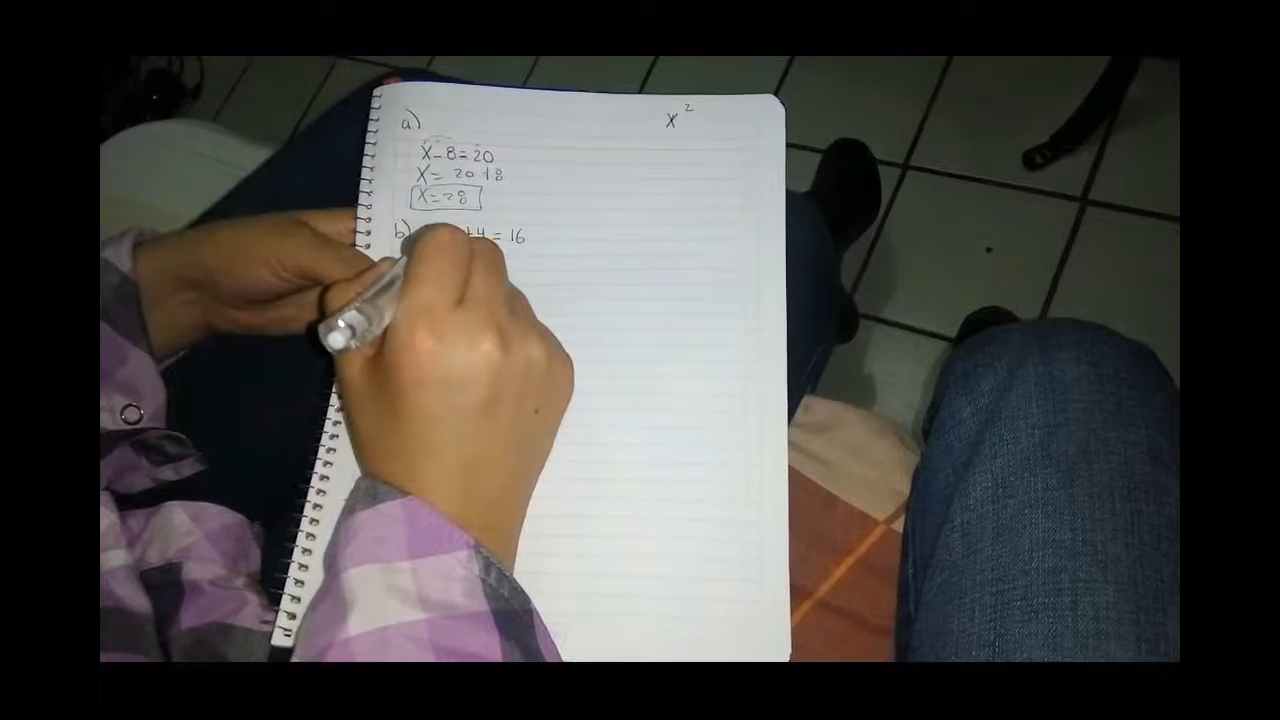 a)
x²
x-8=20
x= 20+8
x=28
b) +4= 16